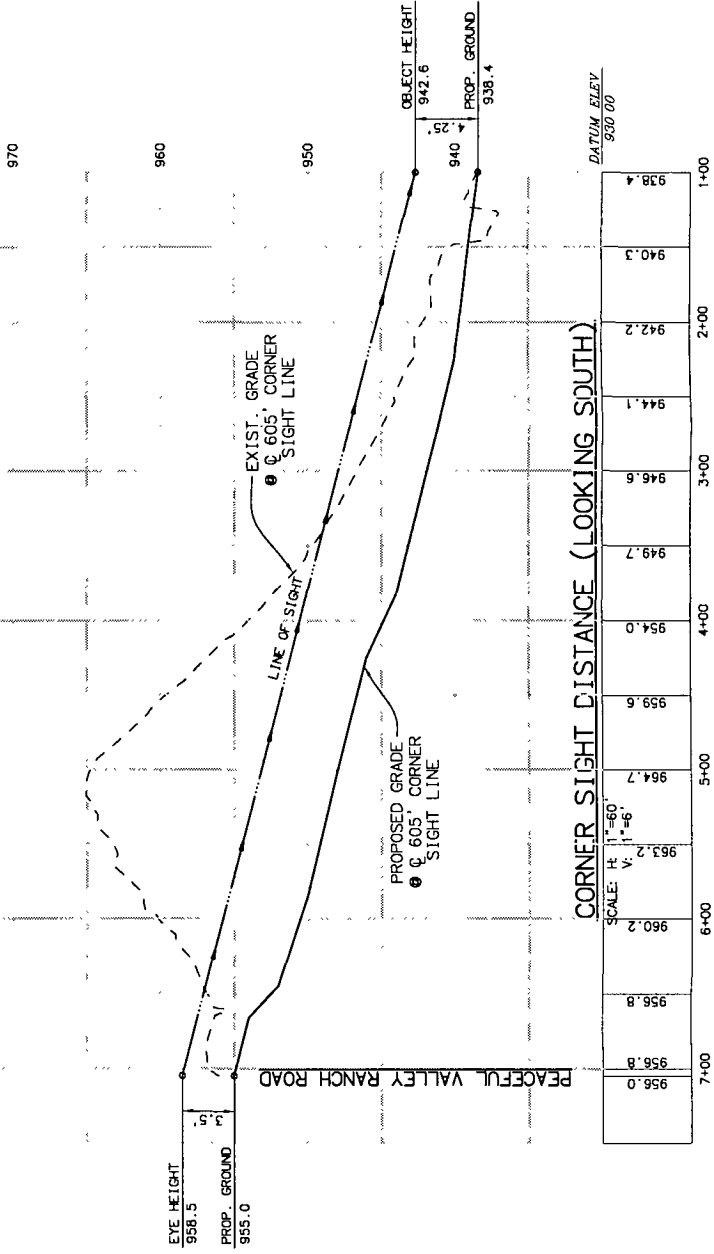 970
960
950
940
EYE HEIGHT
958.5
3.5'
PROP. GROUND
955.0
OBJECT HEIGHT
942.6
4.25'
PROP. GROUND
938.4
EXIST. GRADE
@ ℄ 605' CORNER
SIGHT LINE
LINE OF SIGHT
PROPOSED GRADE
@ ℄ 605' CORNER
SIGHT LINE
PEACEFUL VALLEY RANCH ROAD
CORNER SIGHT DISTANCE (LOOKING SOUTH)
SCALE: H: 1"=60'
V: 1"=6'
DATUM ELEV
930.00
956.0
956.8
956.8
960.2
963.2
964.7
959.6
954.0
949.7
946.6
944.1
942.2
940.3
938.4
7+00
6+00
5+00
4+00
3+00
2+00
1+00